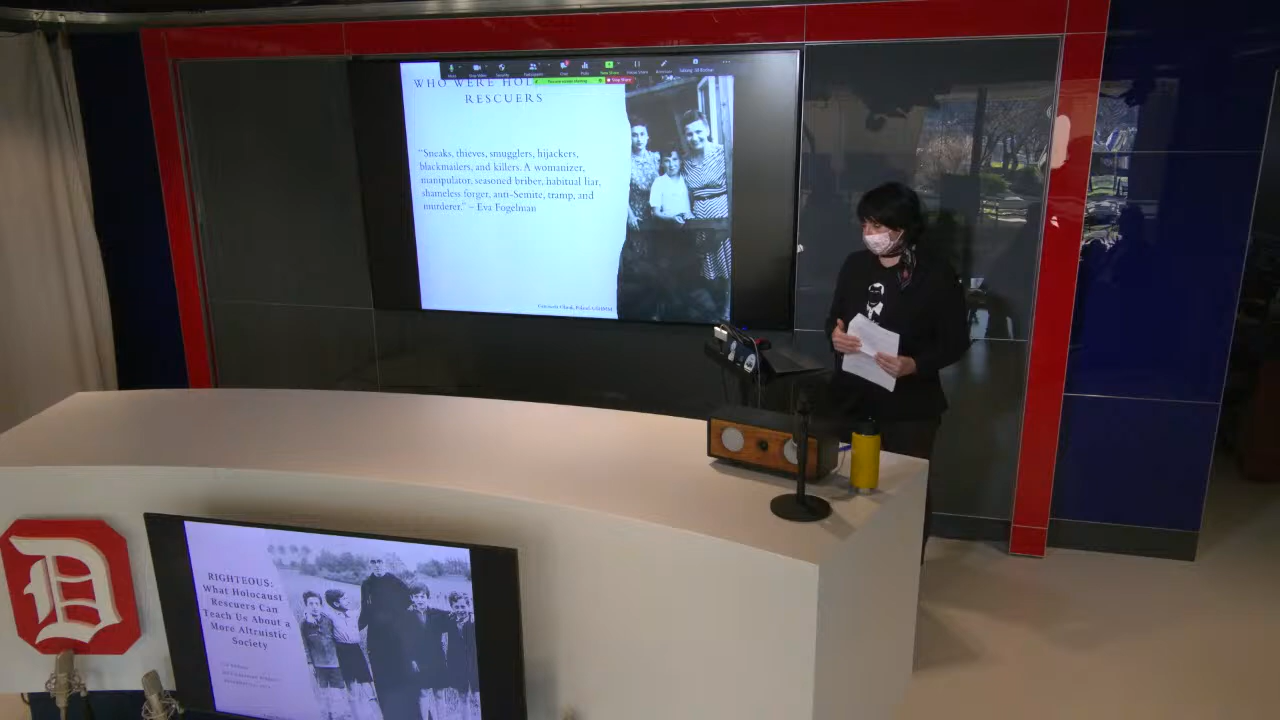 WHO WERE HOL
RESCUERS
"Sneaks, thieves, smugglers, hijackers,
blackmailers, and killers. A womanizer,
manipulator, seasoned briber, habitual liar,
shameless forger, anti-Semite, tramp, and
murderer." – Eva Fogelman
D
RIGHTEOUS:
What Holocaust
Rescuers Can
Teach Us About a
More Altruistic
Society